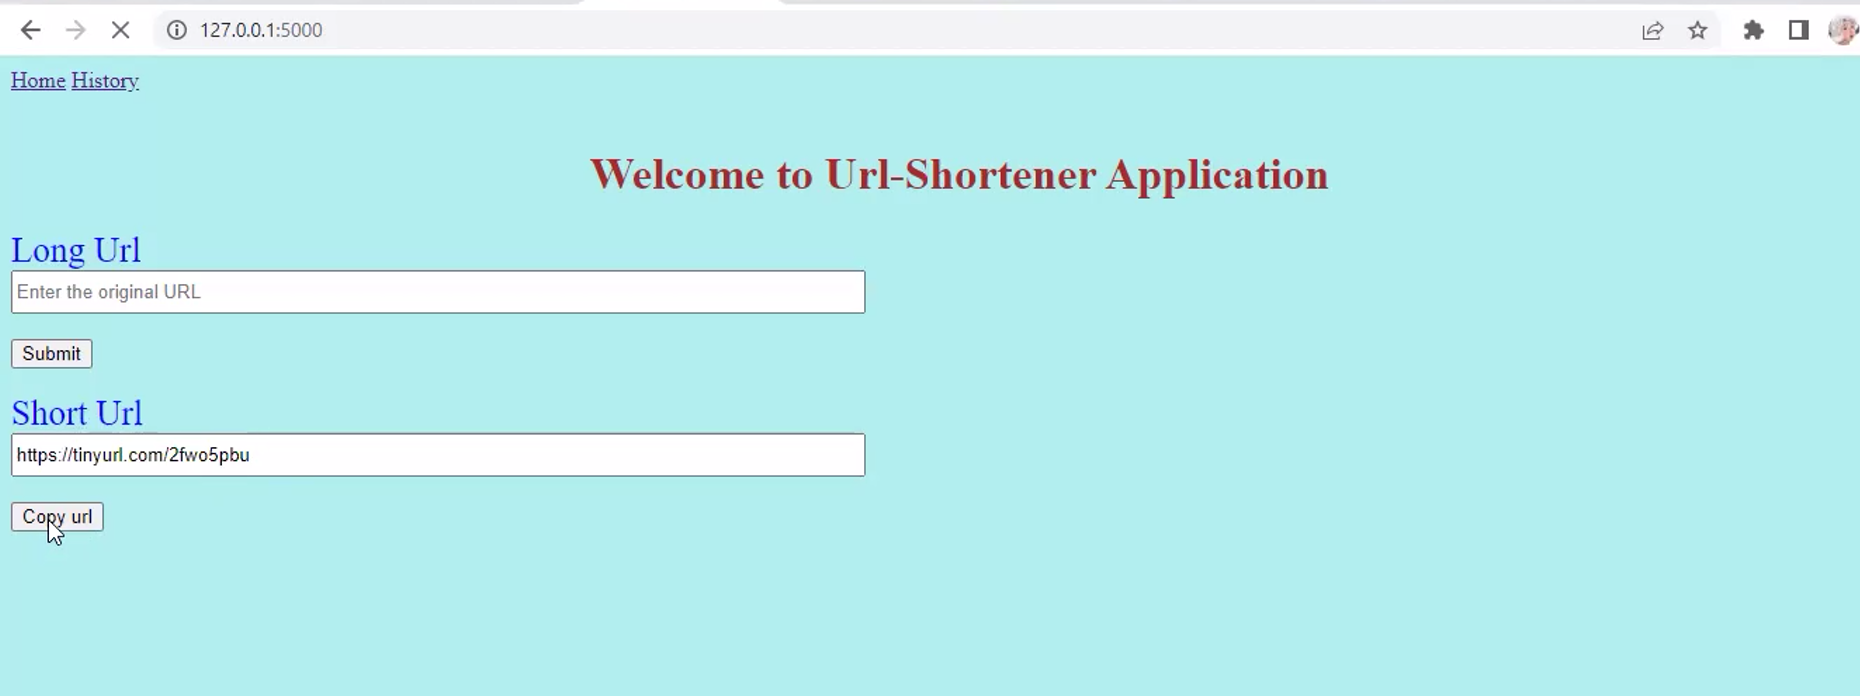 127.0.0.1:5000
Home History
Welcome to Url-Shortener Application
Long Url
Enter the original URL
Submit
Short Url
https://tinyurl.com/2fwo5pbu
Copy url